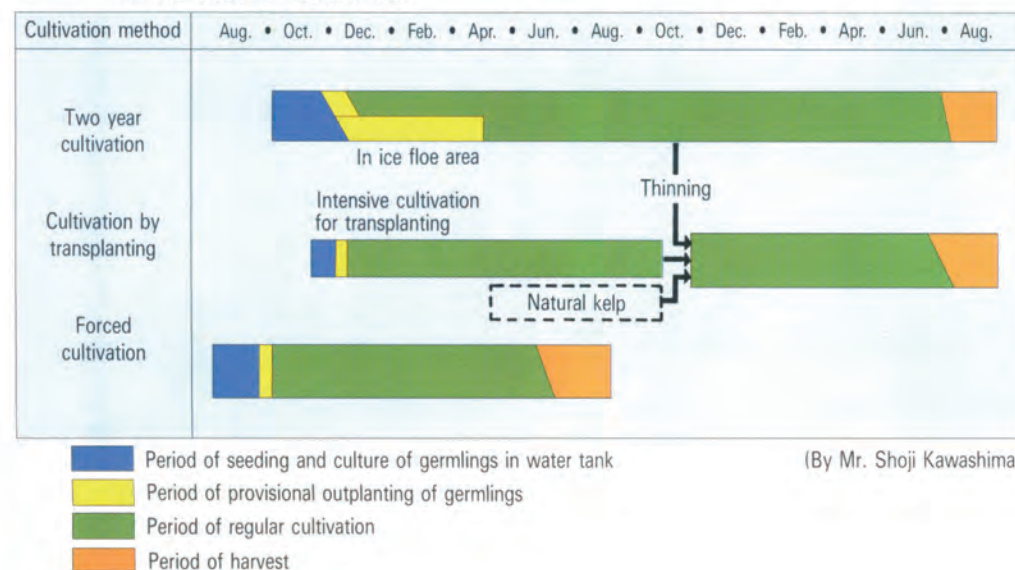 Cultivation method Aug. • Oct. • Dec. • Feb. • Apr. • Jun. • Aug. • Oct. • Dec. • Feb. • Apr. • Jun. • Aug.
Two year
cultivation
In ice floe area
Thinning
Cultivation by
transplanting
Intensive cultivation
for transplanting
Natural kelp
Forced
cultivation
Period of seeding and culture of germlings in water tank
(By Mr. Shoji Kawashima
Period of provisional outplanting of germlings
Period of regular cultivation
Period of harvest